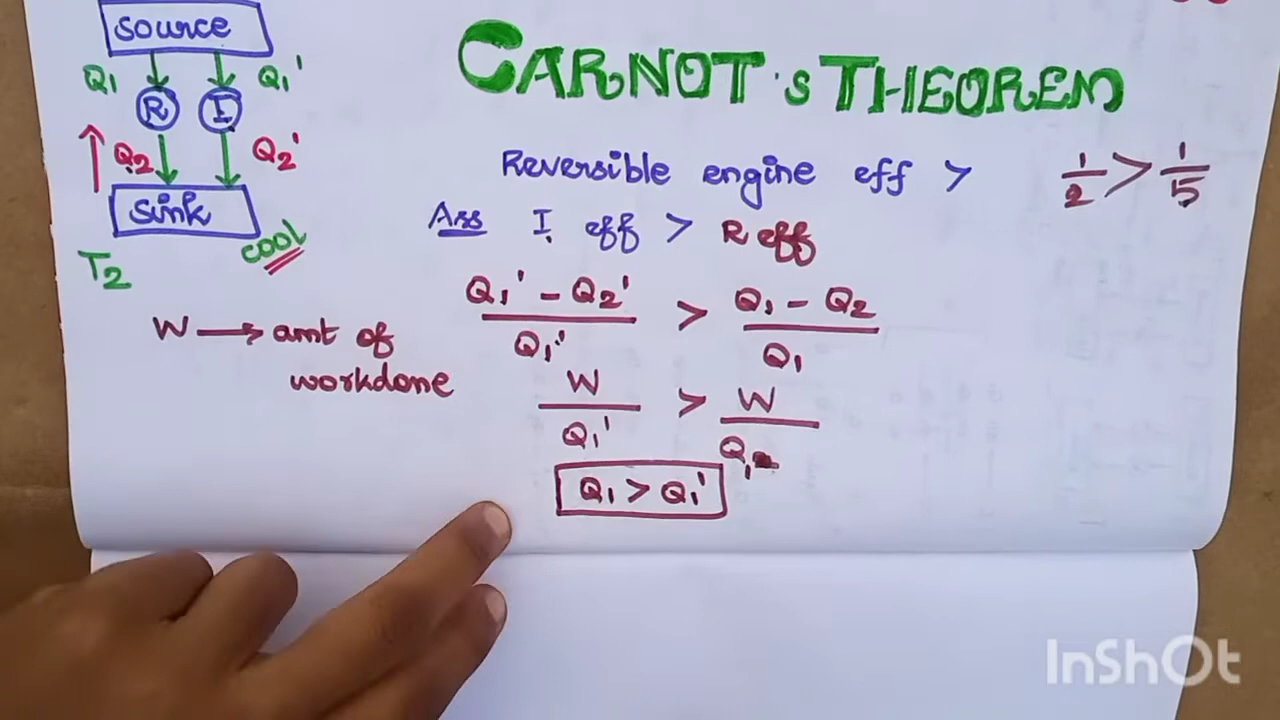 source
Q1 Q1'
R I
Q2 Q2'
sink
cool
T2
CARNOT's THEOREM
Reversible engine eff >
1/2 > 1/5
Ass I eff > R eff
Q1' - Q2' / Q1' > Q1 - Q2 / Q1
W → amt of
workdone
W / Q1' > W / Q1
Q1 > Q1'
InShOt